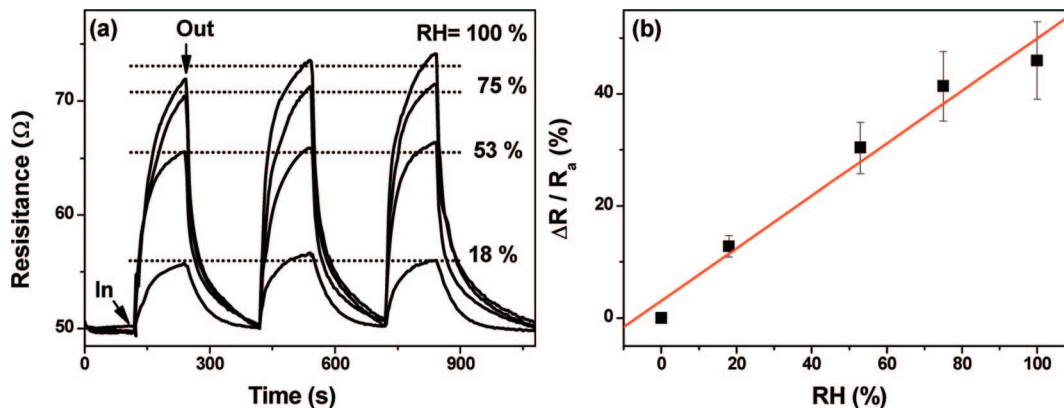 (a)
Out
RH= 100 %
75 %
53 %
18 %
In
70
60
50
0
300
600
900
Resisitance (Ω)
Time (s)
(b)
40
20
0
0
20
40
60
80
100
ΔR / Rₐ (%)
RH (%)